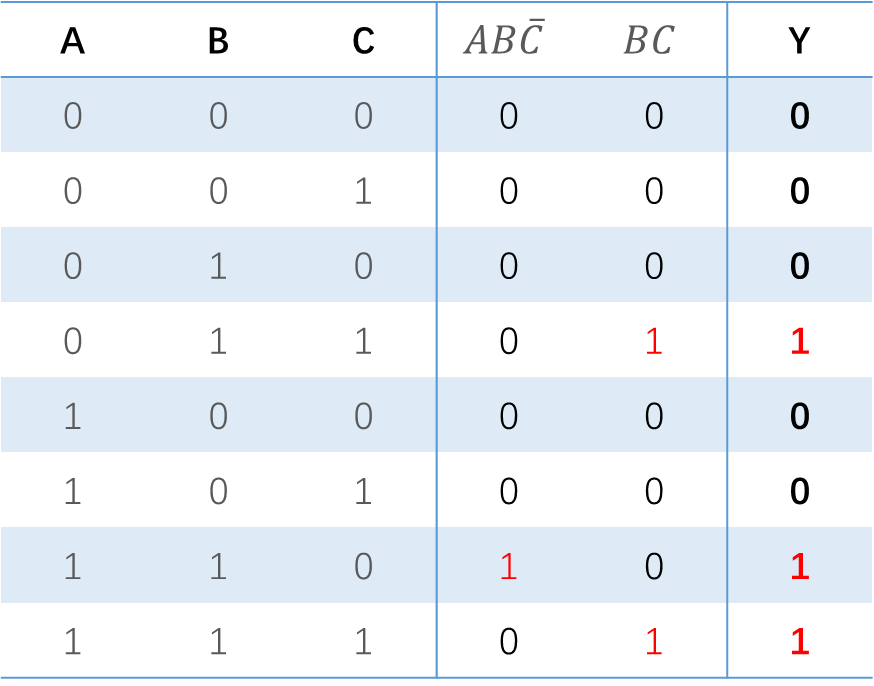 A B C ABC̄ BC Y
0 0 0 0 0 0
0 0 1 0 0 0
0 1 0 0 0 0
0 1 1 0 1 1
1 0 0 0 0 0
1 0 1 0 0 0
1 1 0 1 0 1
1 1 1 0 1 1